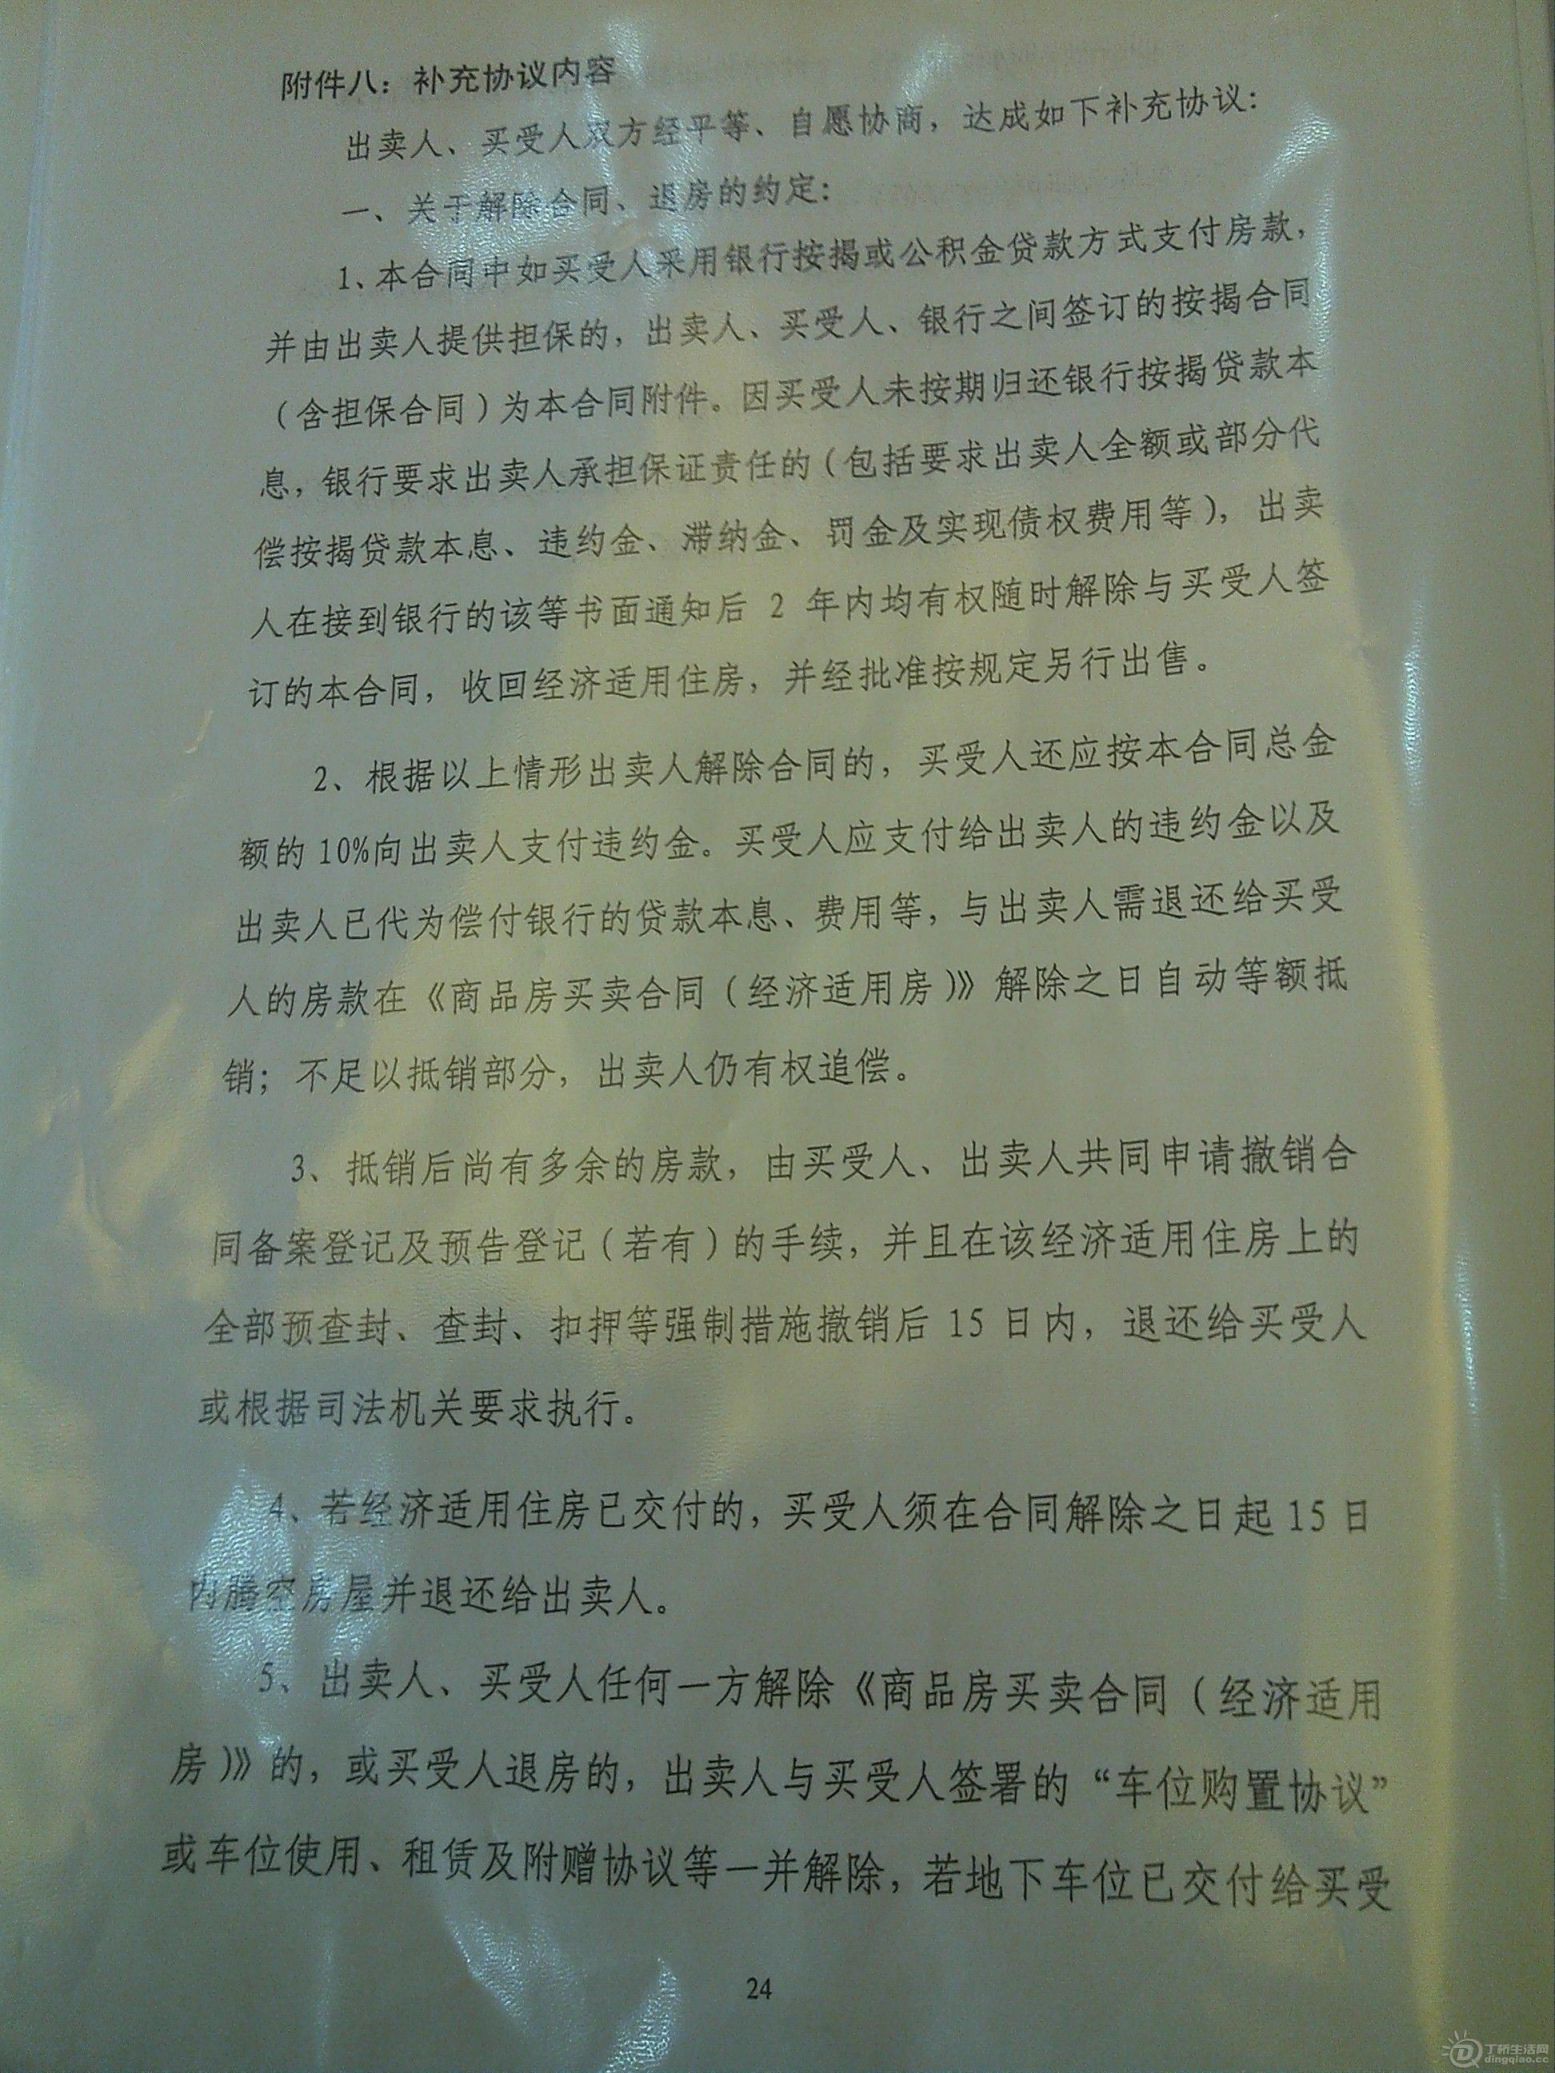 附件八：补充协议内容
出卖人、买受人双方经平等、自愿协商，达成如下补充协议：
一、关于解除合同、退房的约定：
1、本合同中如买受人采用银行按揭或公积金贷款方式支付房款，
并由出卖人提供担保的，出卖人、买受人、银行之间签订的按揭合同
（含担保合同）为本合同附件。因买受人未按期归还银行按揭贷款本
息，银行要求出卖人承担保证责任的（包括要求出卖人全额或部分代
偿按揭贷款本息、违约金、滞纳金、罚金及实现债权费用等），出卖
人在接到银行的该等书面通知后 2 年内均有权随时解除与买受人签
订的本合同，收回经济适用住房，并经批准按规定另行出售。
2、根据以上情形出卖人解除合同的，买受人还应按本合同总金
额的 10%向出卖人支付违约金。买受人应支付给出卖人的违约金以及
出卖人已代为偿付银行的贷款本息、费用等，与出卖人需退还给买受
人的房款在《商品房买卖合同（经济适用房）》解除之日自动等额抵
销；不足以抵销部分，出卖人仍有权追偿。
3、抵销后尚有多余的房款，由买受人、出卖人共同申请撤销合
同备案登记及预告登记（若有）的手续，并且在该经济适用住房上的
全部预查封、查封、扣押等强制措施撤销后 15 日内，退还给买受人
或根据司法机关要求执行。
4、若经济适用住房已交付的，买受人须在合同解除之日起 15 日
内腾空房屋并退还给出卖人。
5、出卖人、买受人任何一方解除《商品房买卖合同（经济适用
房）》的，或买受人退房的，出卖人与买受人签署的“车位购置协议”
或车位使用、租赁及附赠协议等一并解除，若地下车位已交付给买受
24
丁桥生活网
dingqiao.cc